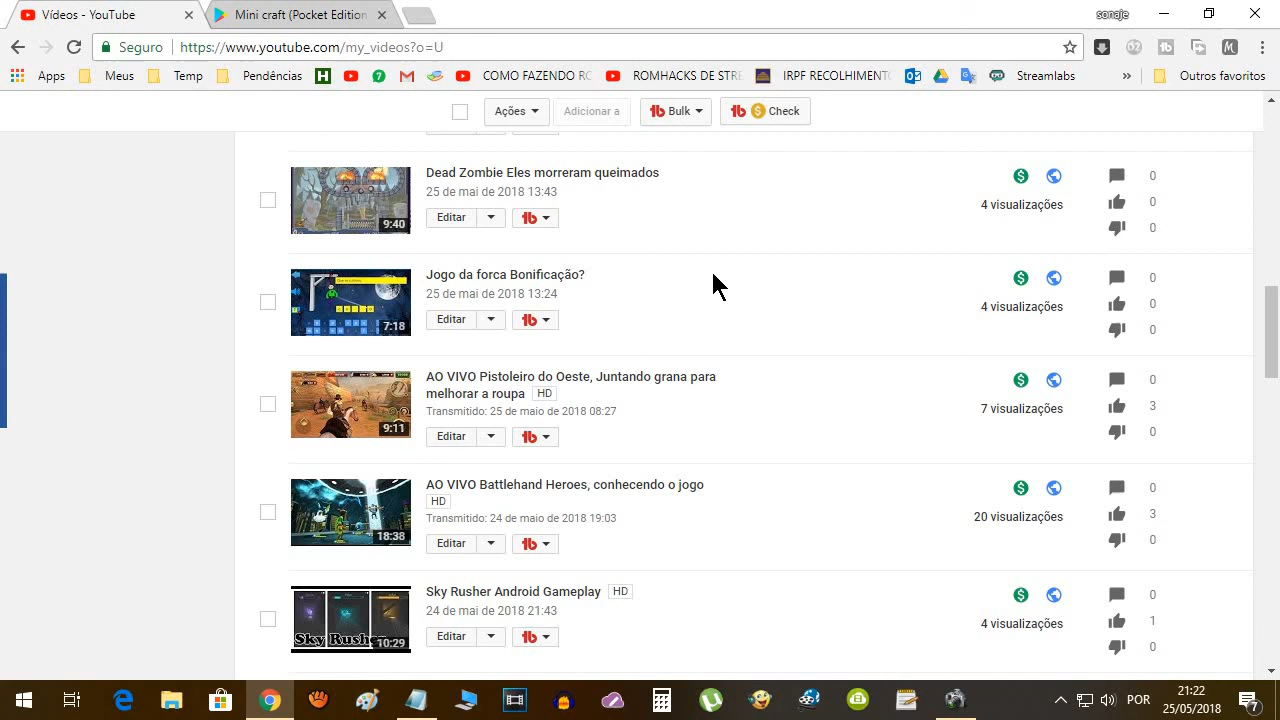 Vídeos - YouTube
Mini craft (Pocket Edition
sonaje
Seguro
https://www.youtube.com/my_videos?o=U
Apps
Meus
Temp
Pendências
COMO FAZENDO RO
ROMHACKS DE STRE
IRPF RECOLHIMENT
Streamlabs
»
Outros favoritos
Ações
Adicionar a
Bulk
Check
Dead Zombie Eles morreram queimados
25 de mai de 2018 13:43
9:40
Editar
4 visualizações
0
0
0
Jogo da forca Bonificação?
25 de mai de 2018 13:24
7:18
Editar
4 visualizações
0
0
0
AO VIVO Pistoleiro do Oeste, Juntando grana para
melhorar a roupa HD
Transmitido: 25 de maio de 2018 08:27
9:11
Editar
7 visualizações
0
3
0
AO VIVO Battlehand Heroes, conhecendo o jogo
HD
Transmitido: 24 de maio de 2018 19:03
18:38
Editar
20 visualizações
0
3
0
Sky Rusher Android Gameplay HD
24 de mai de 2018 21:43
Sky Rushe
10:29
Editar
4 visualizações
0
1
0
POR
21:22
25/05/2018
7